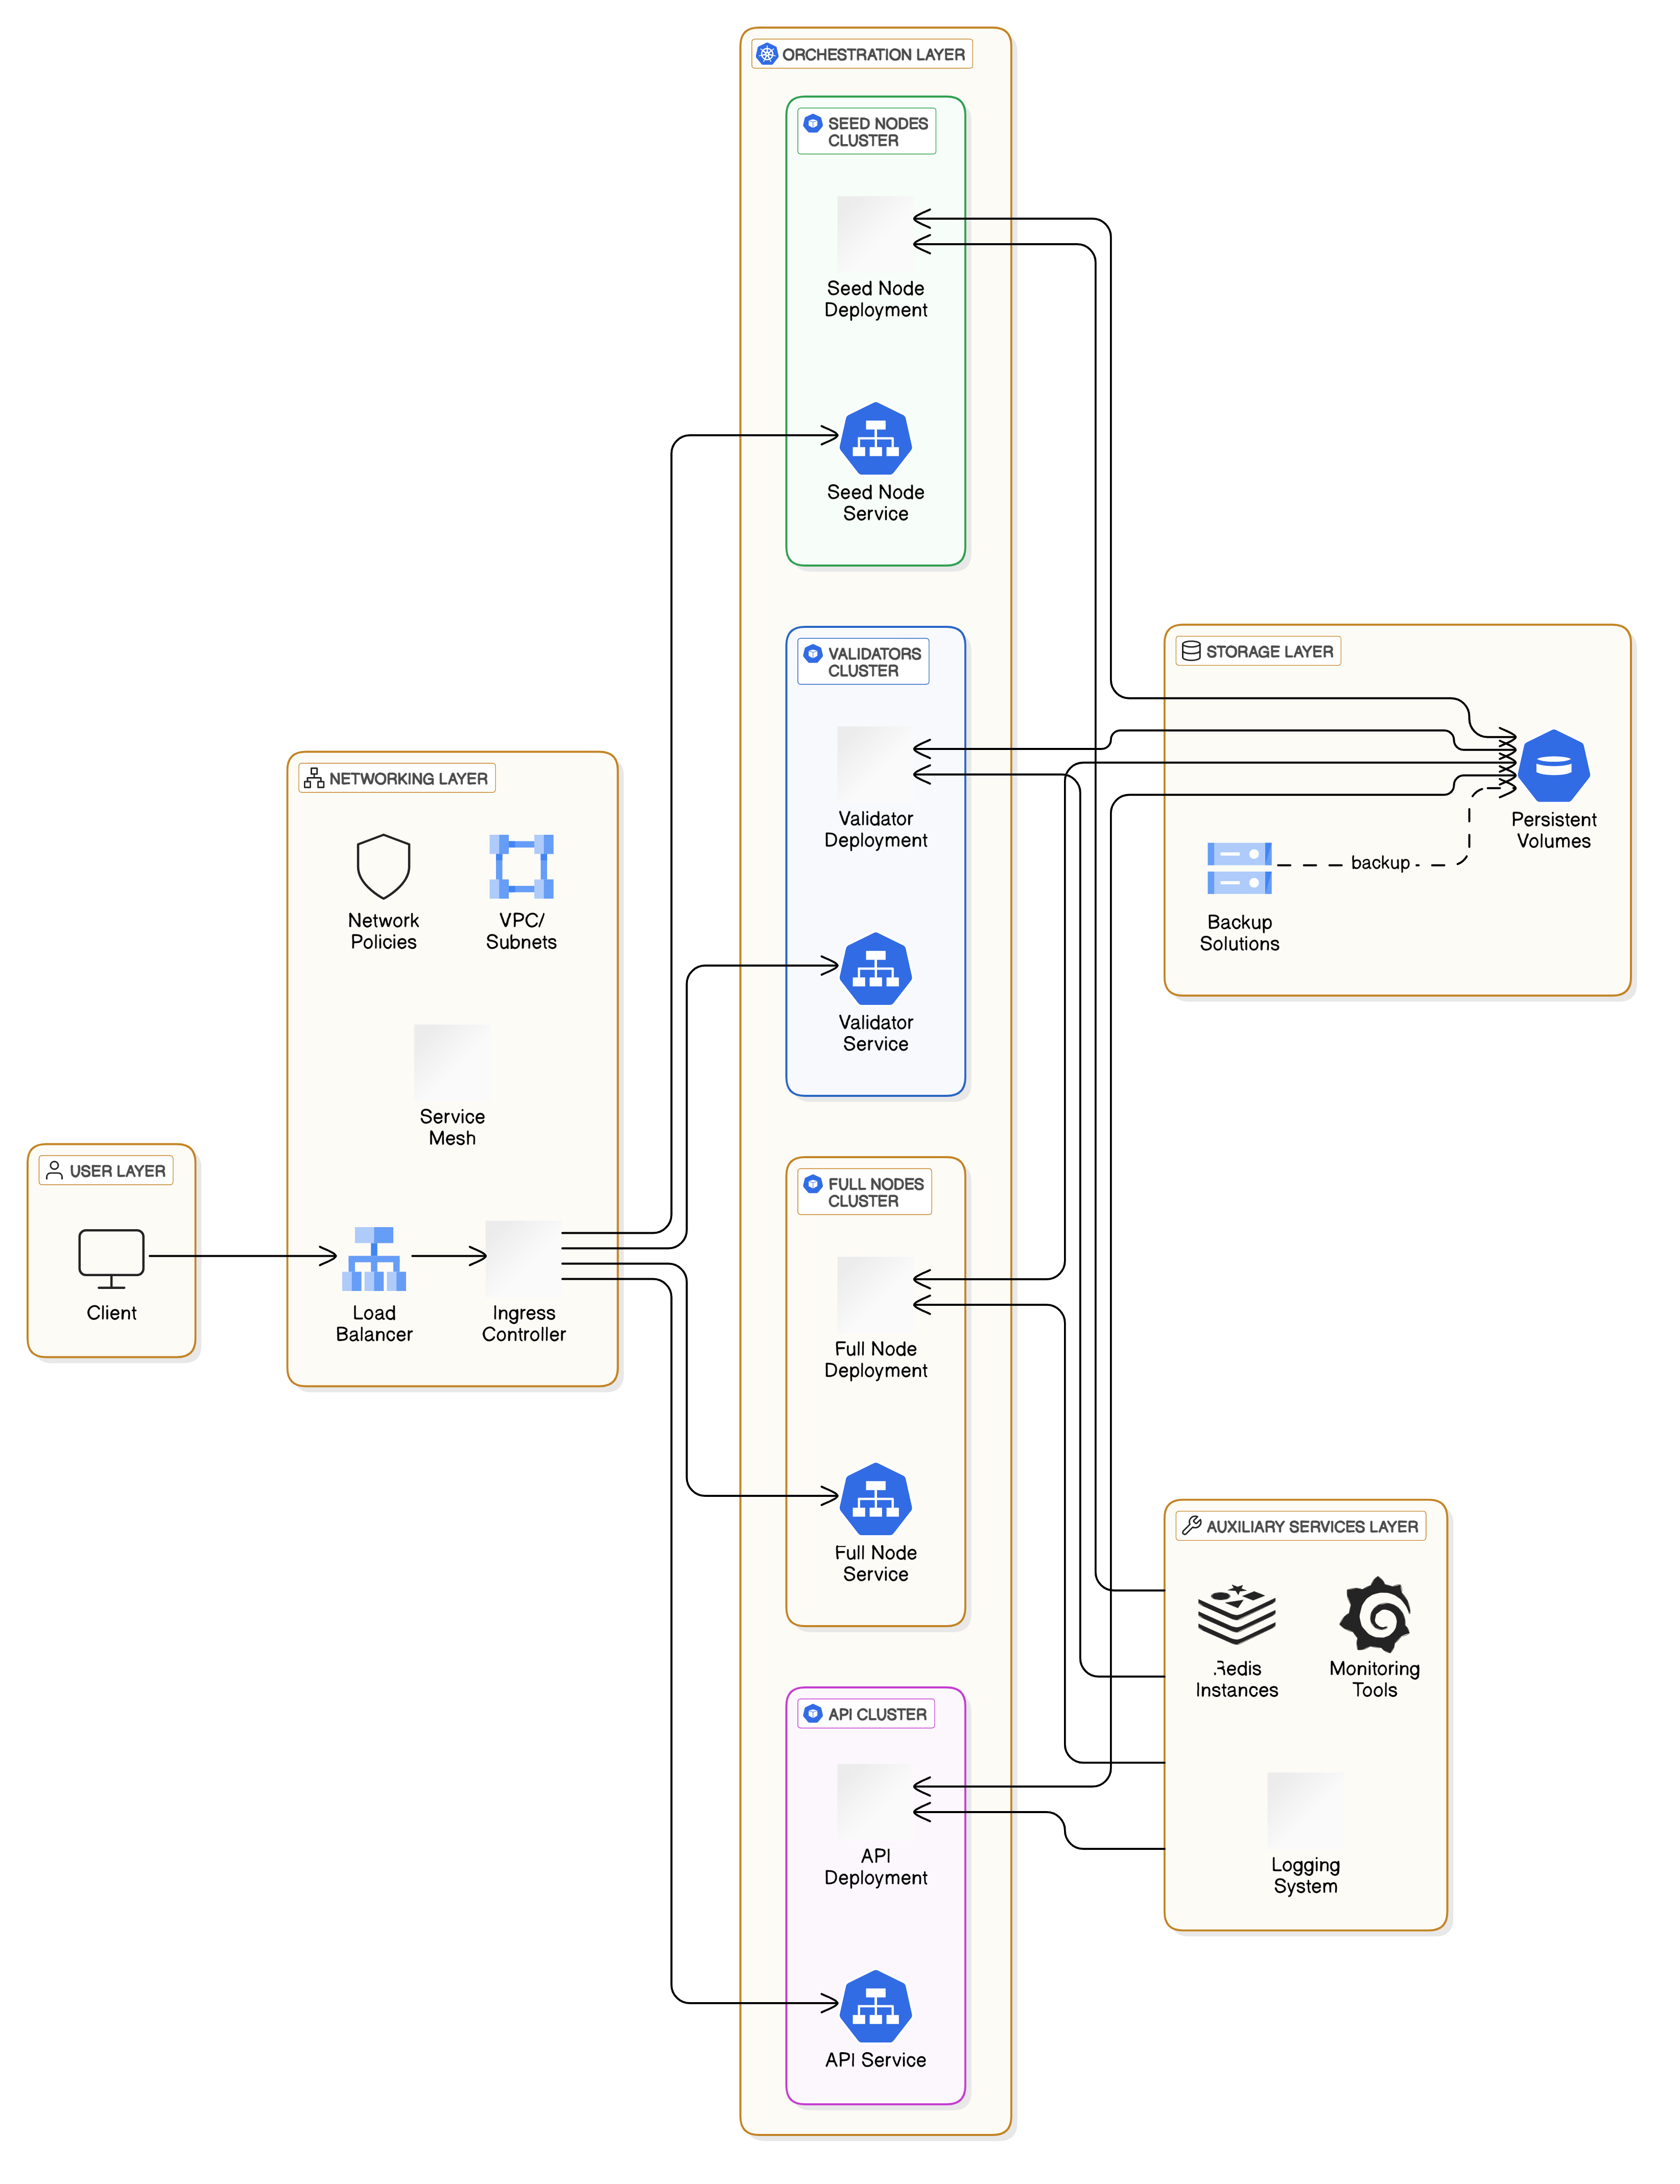 ORCHESTRATION LAYER
SEED NODES
CLUSTER
Seed Node
Deployment
Seed Node
Service
VALIDATORS
CLUSTER
Validator
Deployment
Validator
Service
FULL NODES
CLUSTER
Full Node
Deployment
Full Node
Service
API CLUSTER
API
Deployment
API Service
NETWORKING LAYER
Network
Policies
VPC/
Subnets
Service
Mesh
Load
Balancer
Ingress
Controller
USER LAYER
Client
STORAGE LAYER
Persistent
Volumes
backup
Backup
Solutions
AUXILIARY SERVICES LAYER
Redis
Instances
Monitoring
Tools
Logging
System